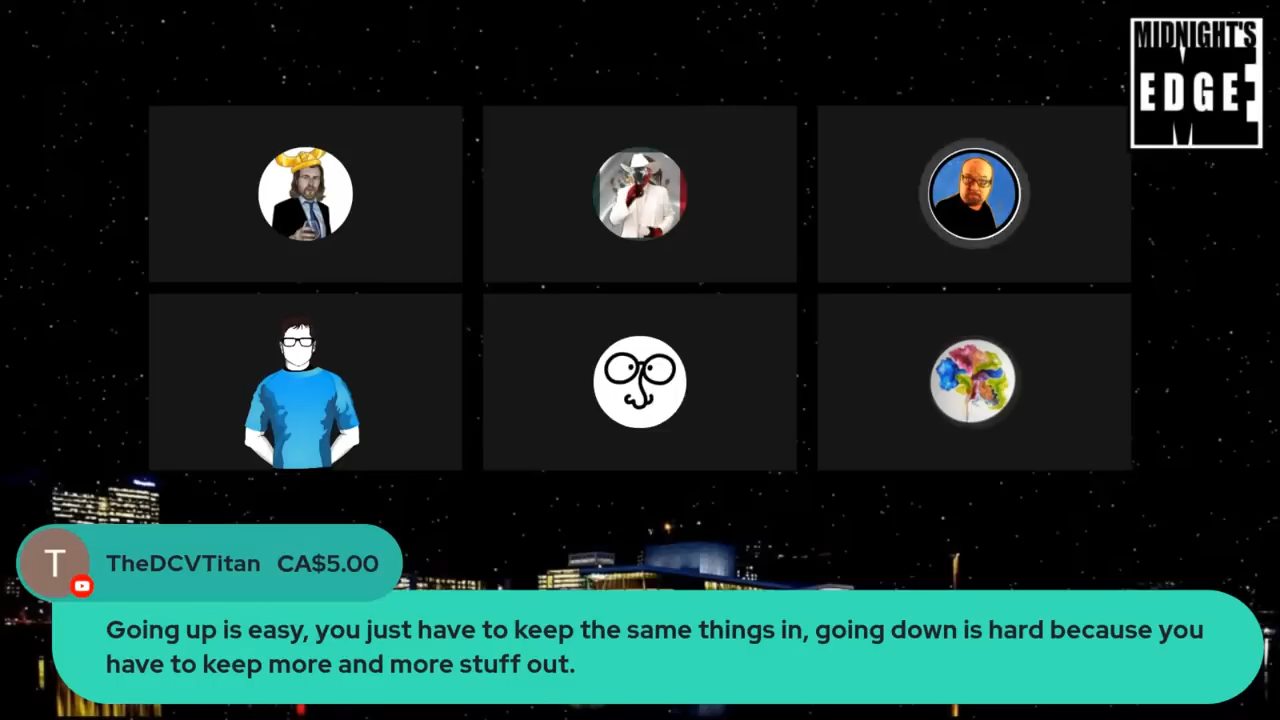 MIDNIGHT'S
EDGE
T
TheDCVTitan CA$5.00
Going up is easy, you just have to keep the same things in, going down is hard because you
have to keep more and more stuff out.